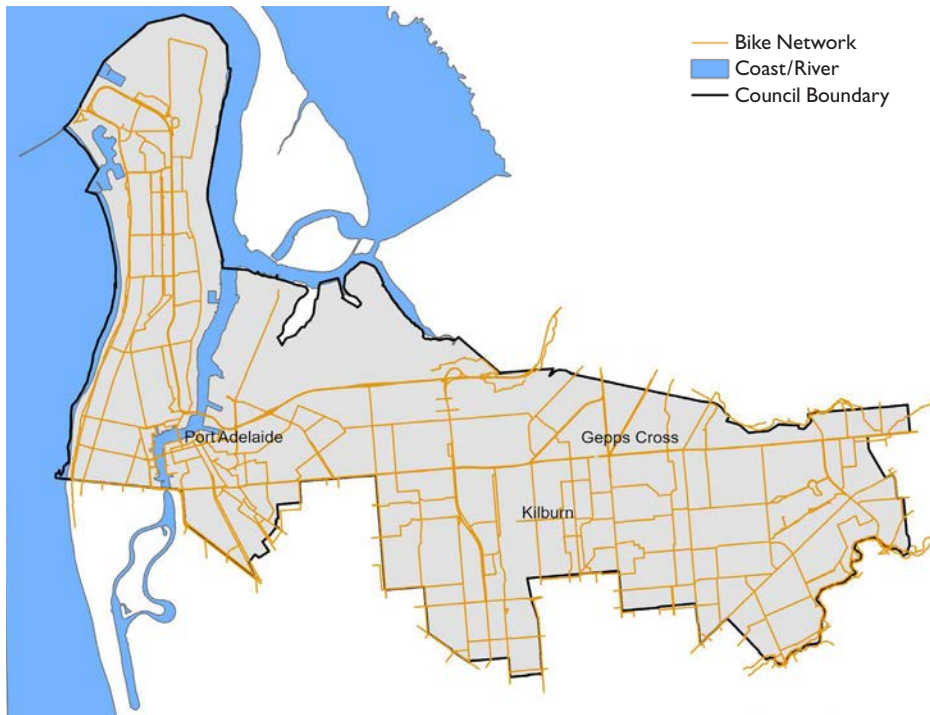 Bike Network
Coast/River
Council Boundary
Port Adelaide
Gepps Cross
Kilburn